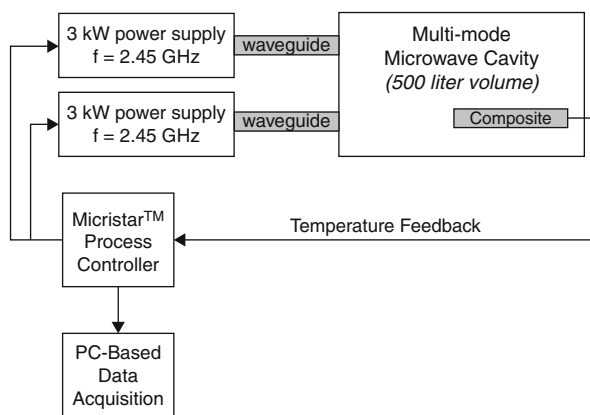 3 kW power supply
f = 2.45 GHz
waveguide
Multi-mode
Microwave Cavity
(500 liter volume)
3 kW power supply
f = 2.45 GHz
waveguide
Composite
Micristar™
Process
Controller
Temperature Feedback
PC-Based
Data
Acquisition